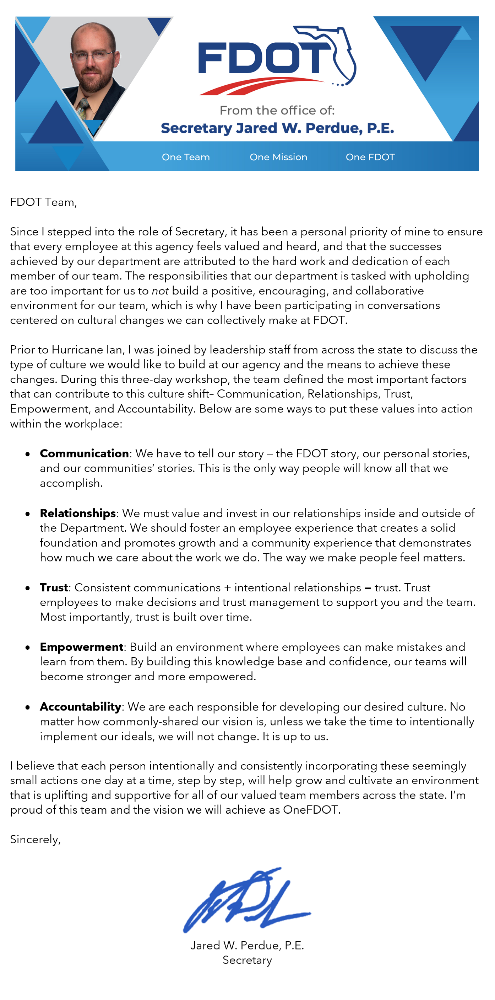 FDOT
From the office of:
Secretary Jared W. Perdue, P.E.
One Team One Mission One FDOT
FDOT Team,
Since I stepped into the role of Secretary, it has been a personal priority of mine to ensure
that every employee at this agency feels valued and heard, and that the successes
achieved by our department are attributed to the hard work and dedication of each
member of our team. The responsibilities that our department is tasked with upholding
are too important for us to not build a positive, encouraging, and collaborative
environment for our team, which is why I have been participating in conversations
centered on cultural changes we can collectively make at FDOT.
Prior to Hurricane Ian, I was joined by leadership staff from across the state to discuss the
type of culture we would like to build at our agency and the means to achieve these
changes. During this three-day workshop, the team defined the most important factors
that can contribute to this culture shift– Communication, Relationships, Trust,
Empowerment, and Accountability. Below are some ways to put these values into action
within the workplace:
• Communication: We have to tell our story – the FDOT story, our personal stories,
and our communities’ stories. This is the only way people will know all that we
accomplish.
• Relationships: We must value and invest in our relationships inside and outside of
the Department. We should foster an employee experience that creates a solid
foundation and promotes growth and a community experience that demonstrates
how much we care about the work we do. The way we make people feel matters.
• Trust: Consistent communications + intentional relationships = trust. Trust
employees to make decisions and trust management to support you and the team.
Most importantly, trust is built over time.
• Empowerment: Build an environment where employees can make mistakes and
learn from them. By building this knowledge base and confidence, our teams will
become stronger and more empowered.
• Accountability: We are each responsible for developing our desired culture. No
matter how commonly-shared our vision is, unless we take the time to intentionally
implement our ideals, we will not change. It is up to us.
I believe that each person intentionally and consistently incorporating these seemingly
small actions one day at a time, step by step, will help grow and cultivate an environment
that is uplifting and supportive for all of our valued team members across the state. I’m
proud of this team and the vision we will achieve as OneFDOT.
Sincerely,
Jared W. Perdue, P.E.
Secretary